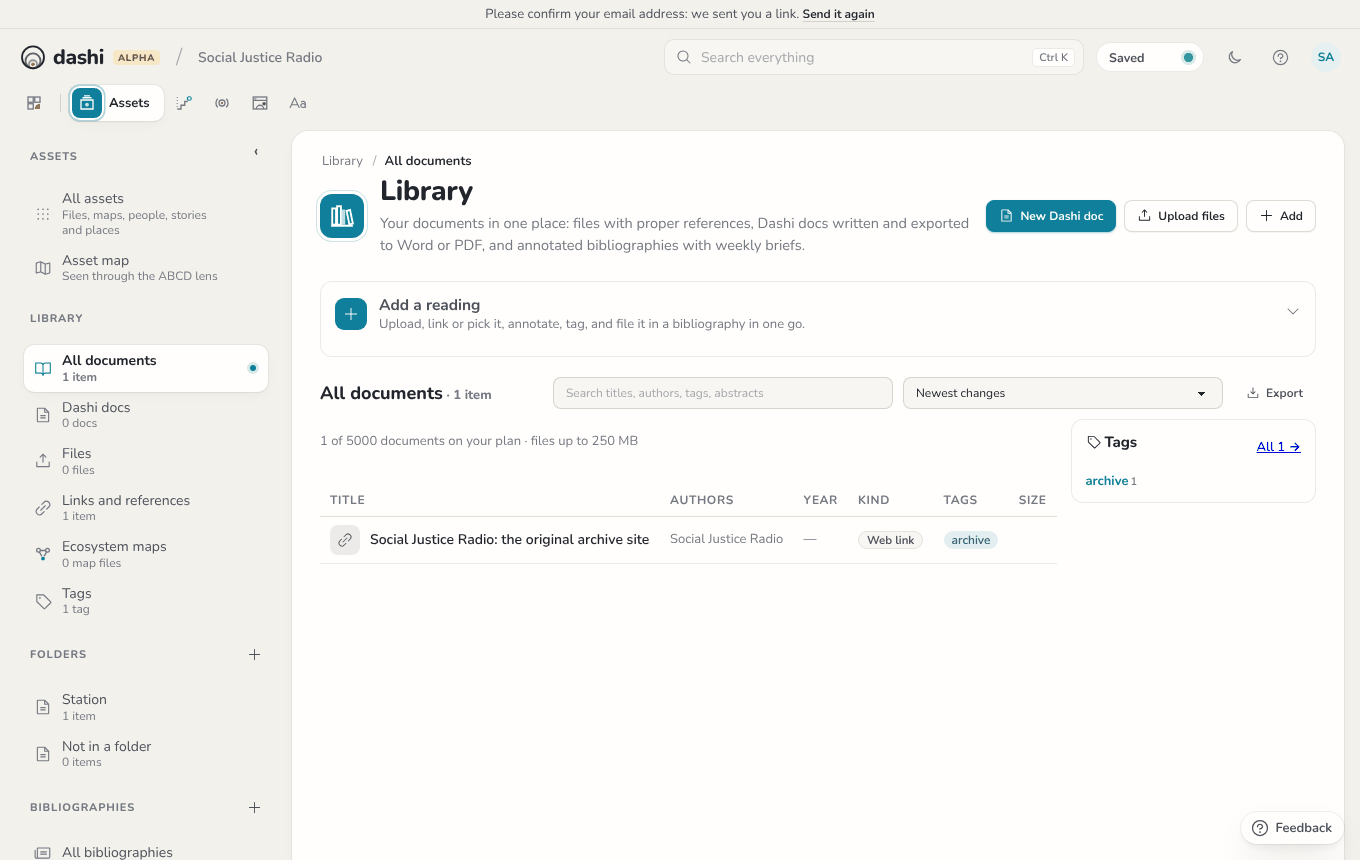 Please confirm your email address: we sent you a link. Send it again
dashi ALPHA / Social Justice Radio
Search everything Ctrl K
Saved
SA
Assets
Aa
ASSETS
All assets
Files, maps, people, stories
and places
Asset map
Seen through the ABCD lens
LIBRARY
All documents
1 item
Dashi docs
0 docs
Files
0 files
Links and references
1 item
Ecosystem maps
0 map files
Tags
1 tag
FOLDERS
Station
1 item
Not in a folder
0 items
BIBLIOGRAPHIES
All bibliographies
Library / All documents
Library
Your documents in one place: files with proper references, Dashi docs written and exported
to Word or PDF, and annotated bibliographies with weekly briefs.
New Dashi doc
Upload files
Add
Add a reading
Upload, link or pick it, annotate, tag, and file it in a bibliography in one go.
All documents · 1 item
Search titles, authors, tags, abstracts
Newest changes
Export
1 of 5000 documents on your plan · files up to 250 MB
TITLE AUTHORS YEAR KIND TAGS SIZE
Social Justice Radio: the original archive site Social Justice Radio — Web link archive
Tags
All 1 →
archive 1
Feedback